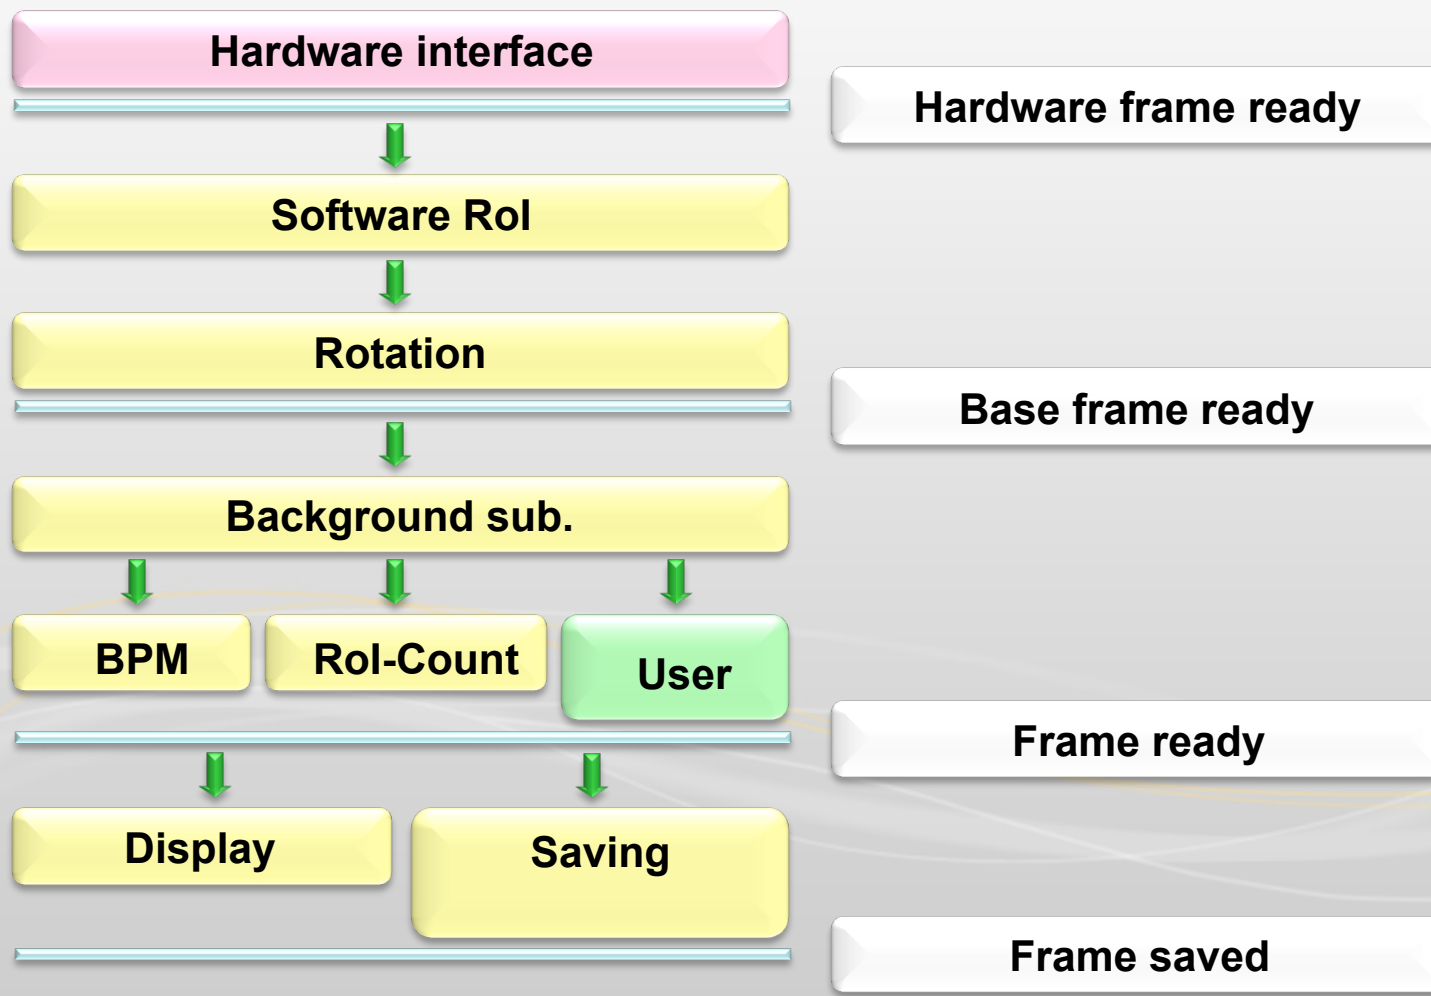 Hardware interface
Hardware frame ready
Software RoI
Rotation
Base frame ready
Background sub.
BPM
RoI-Count
User
Frame ready
Display
Saving
Frame saved